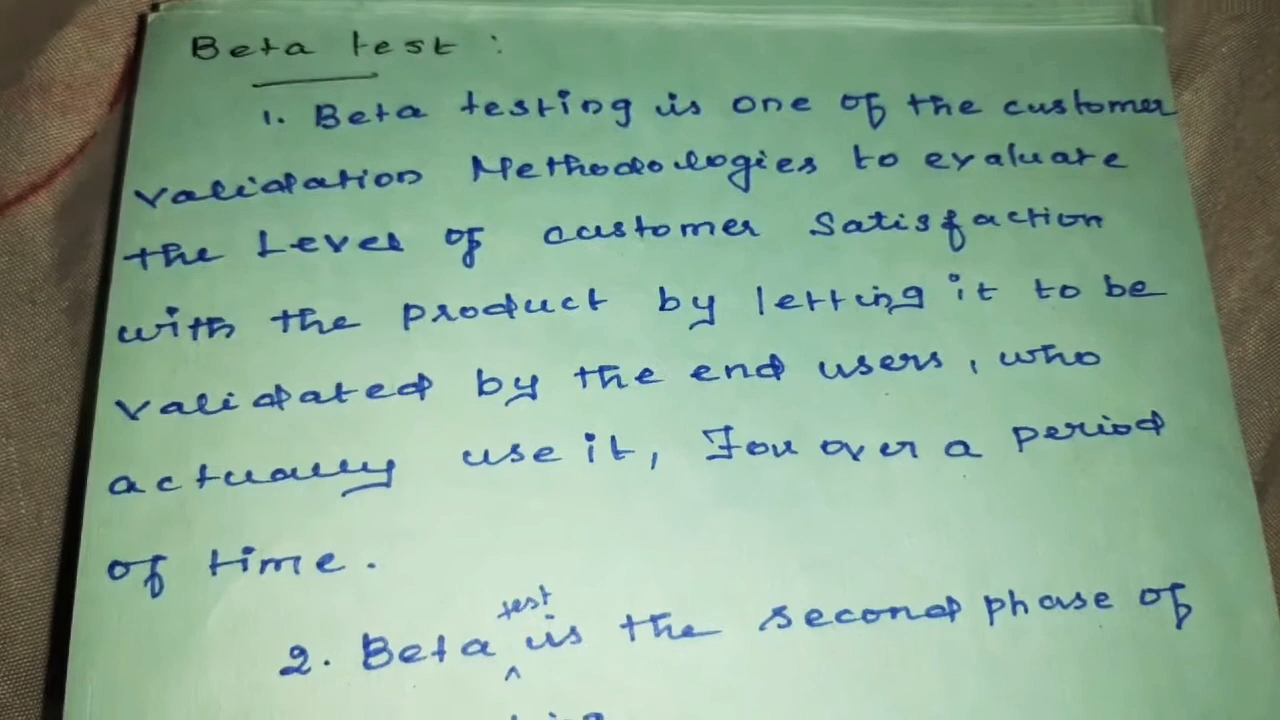 Beta test :
1. Beta testing is one of the customer
validation Methodologies to evaluate
the Level of customer Satisfaction
with the product by letting it to be
validated by the end users, who
actually use it, For over a period
of time.
2. Beta ^test is the second phase of